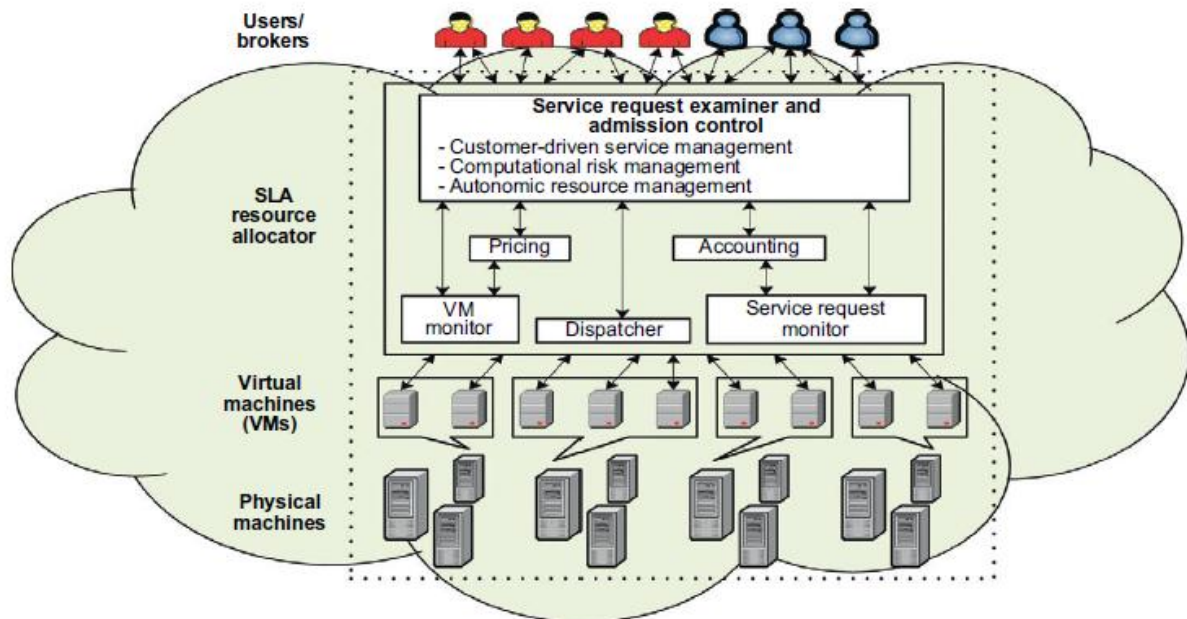 Users/
brokers
Service request examiner and
admission control
- Customer-driven service management
- Computational risk management
- Autonomic resource management
SLA
resource
allocator
Pricing
Accounting
VM
monitor
Dispatcher
Service request
monitor
Virtual
machines
(VMs)
Physical
machines